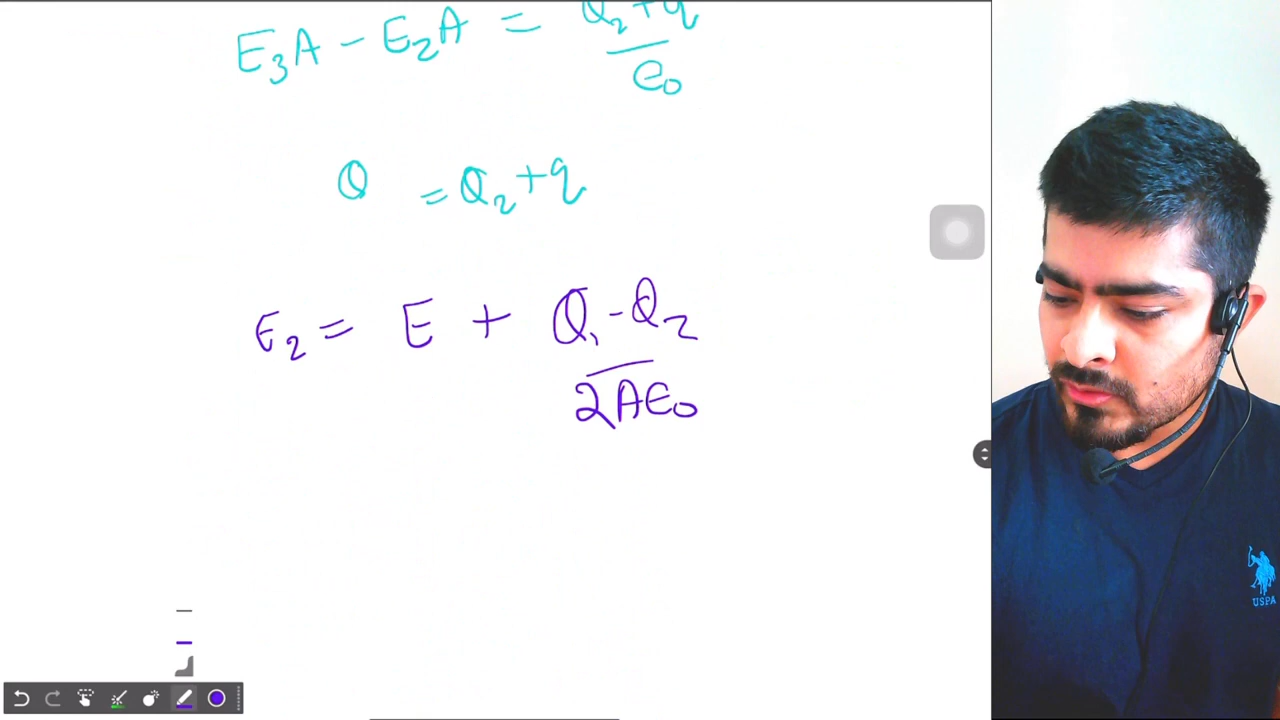 E₃A − E₂A = Q₂+q / ϵ₀
Q = Q₂+q
E₂ = E + Q₁-Q₂ / 2Aϵ₀
USPA